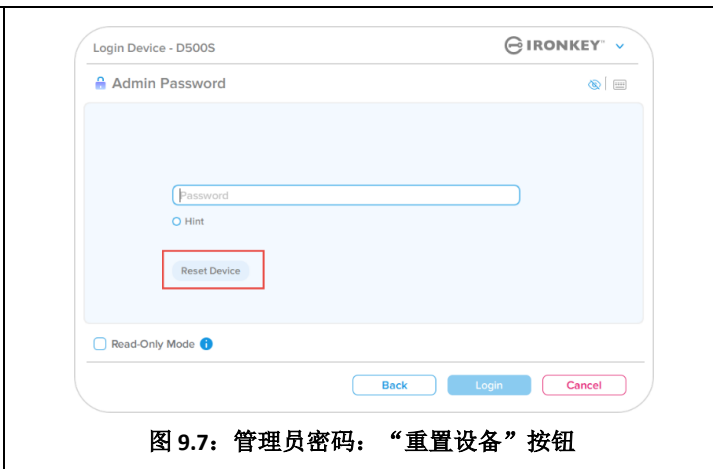 Login Device - D500S
IRONKEY™
Admin Password
Password
Hint
Reset Device
Read-Only Mode
Back Login Cancel
图 9.7：管理员密码：“重置设备”按钮